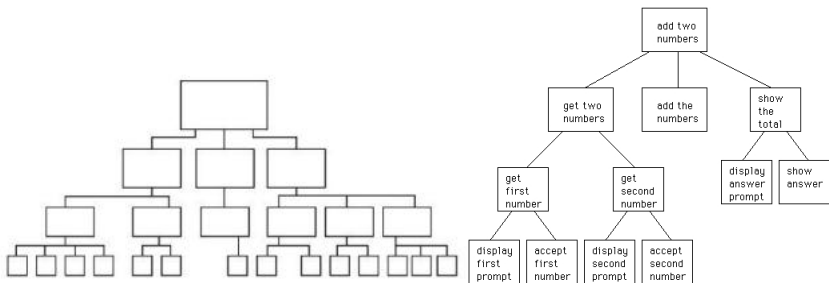 add two
numbers
get two
numbers
add the
numbers
show
the
total
get
first
number
get
second
number
display
answer
prompt
show
answer
display
first
prompt
accept
first
number
display
second
prompt
accept
second
number